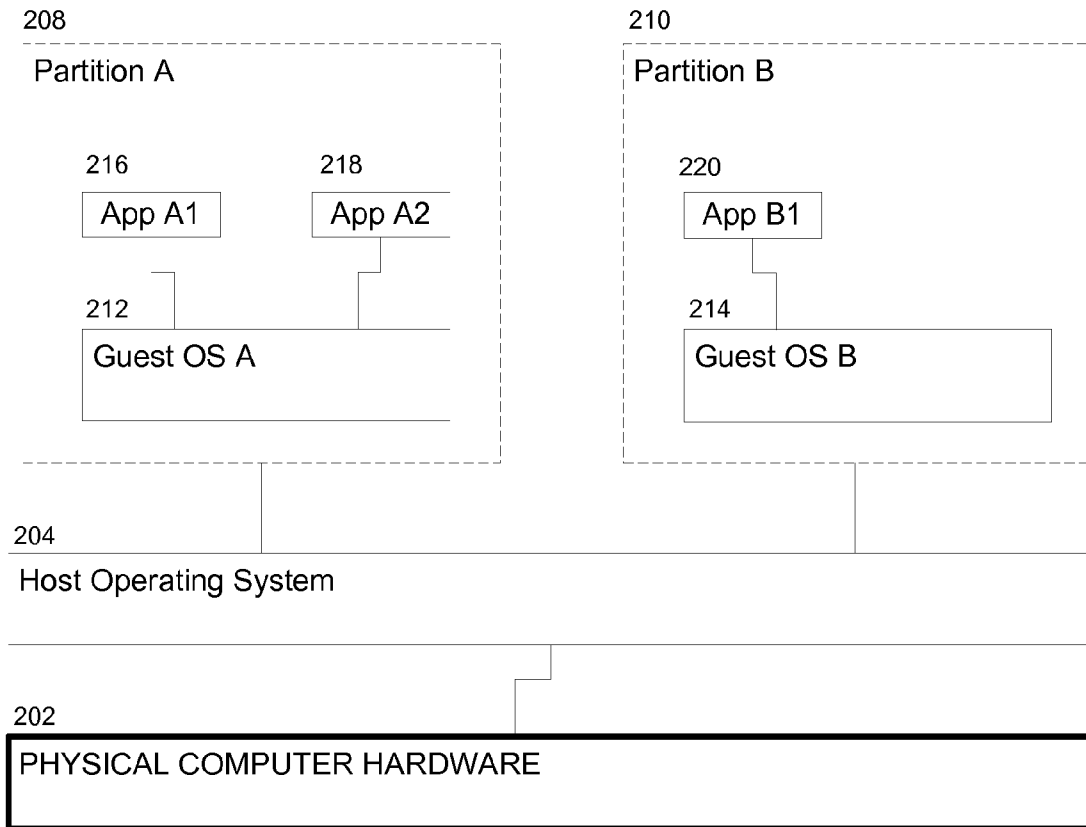 208
210
Partition A
Partition B
216
218
220
App A1
App A2
App B1
212
214
Guest OS A
Guest OS B
204
Host Operating System
202
PHYSICAL COMPUTER HARDWARE